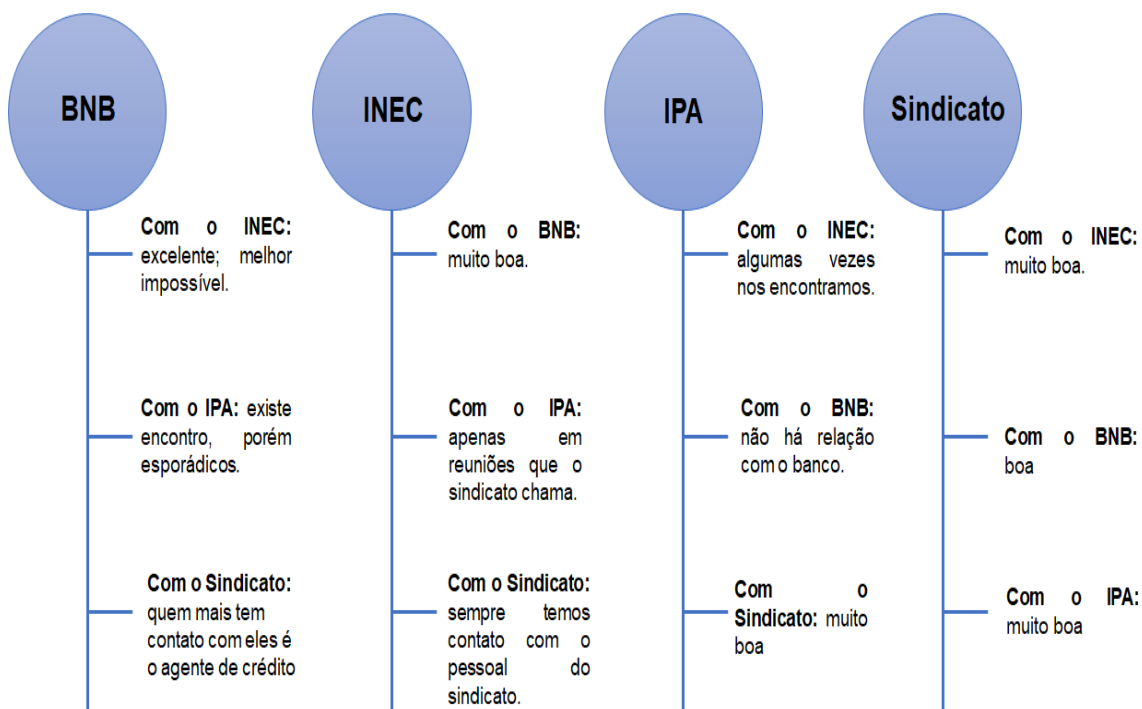 BNB
Com o INEC:
excelente; melhor
impossível.
Com o IPA: existe
encontro, porém
esporádicos.
Com o Sindicato:
quem mais tem
contato com eles é
o agente de crédito
INEC
Com o BNB:
muito boa.
Com o IPA:
apenas em
reuniões que o
sindicato chama.
Com o Sindicato:
sempre temos
contato com o
pessoal do
sindicato.
IPA
Com o INEC:
algumas vezes
nos encontramos.
Com o BNB:
não há relação
com o banco.
Com o
Sindicato: muito
boa
Sindicato
Com o INEC:
muito boa.
Com o BNB:
boa
Com o IPA:
muito boa